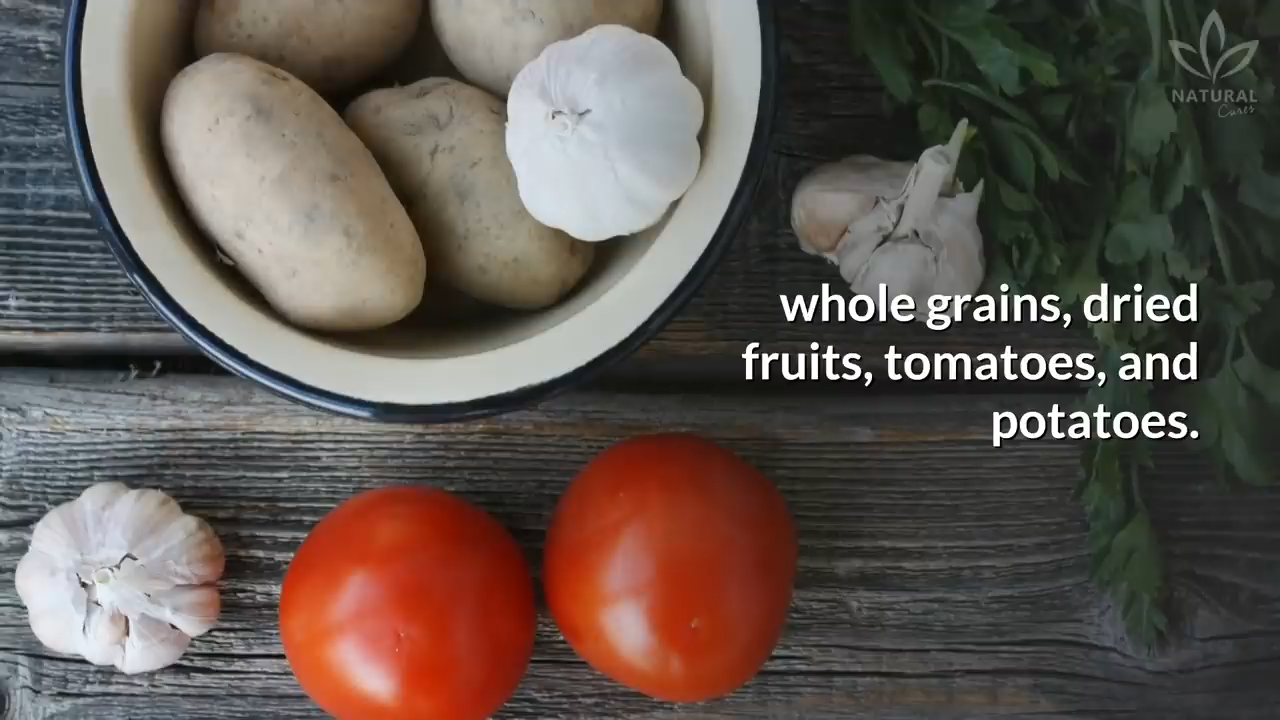 NATURAL
Cures
whole grains, dried
fruits, tomatoes, and
potatoes.